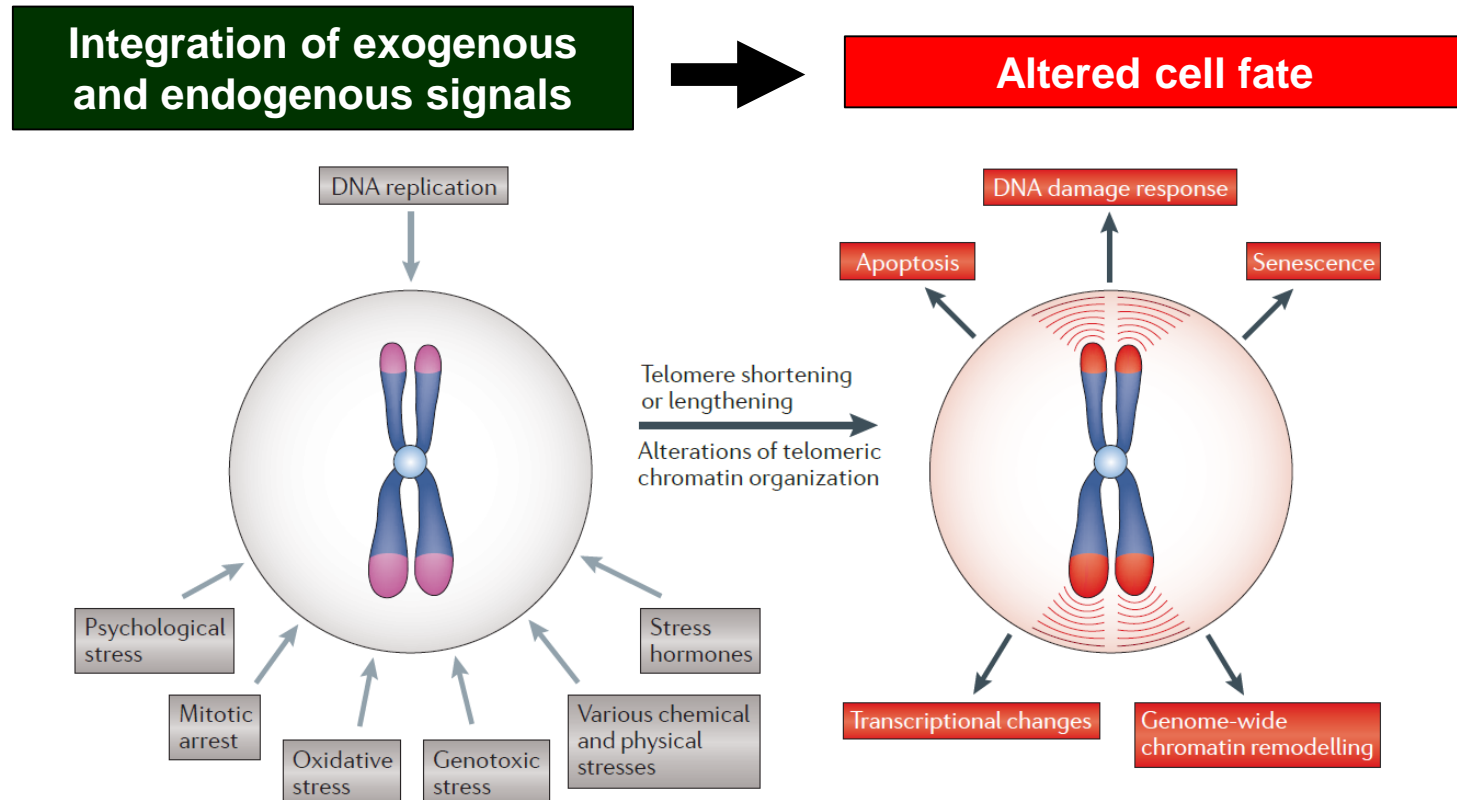 Integration of exogenous
and endogenous signals
Altered cell fate
DNA replication
DNA damage response
Apoptosis
Senescence
Telomere shortening
or lengthening
Alterations of telomeric
chromatin organization
Psychological
stress
Mitotic
arrest
Oxidative
stress
Genotoxic
stress
Various chemical
and physical
stresses
Stress
hormones
Transcriptional changes
Genome-wide
chromatin remodelling